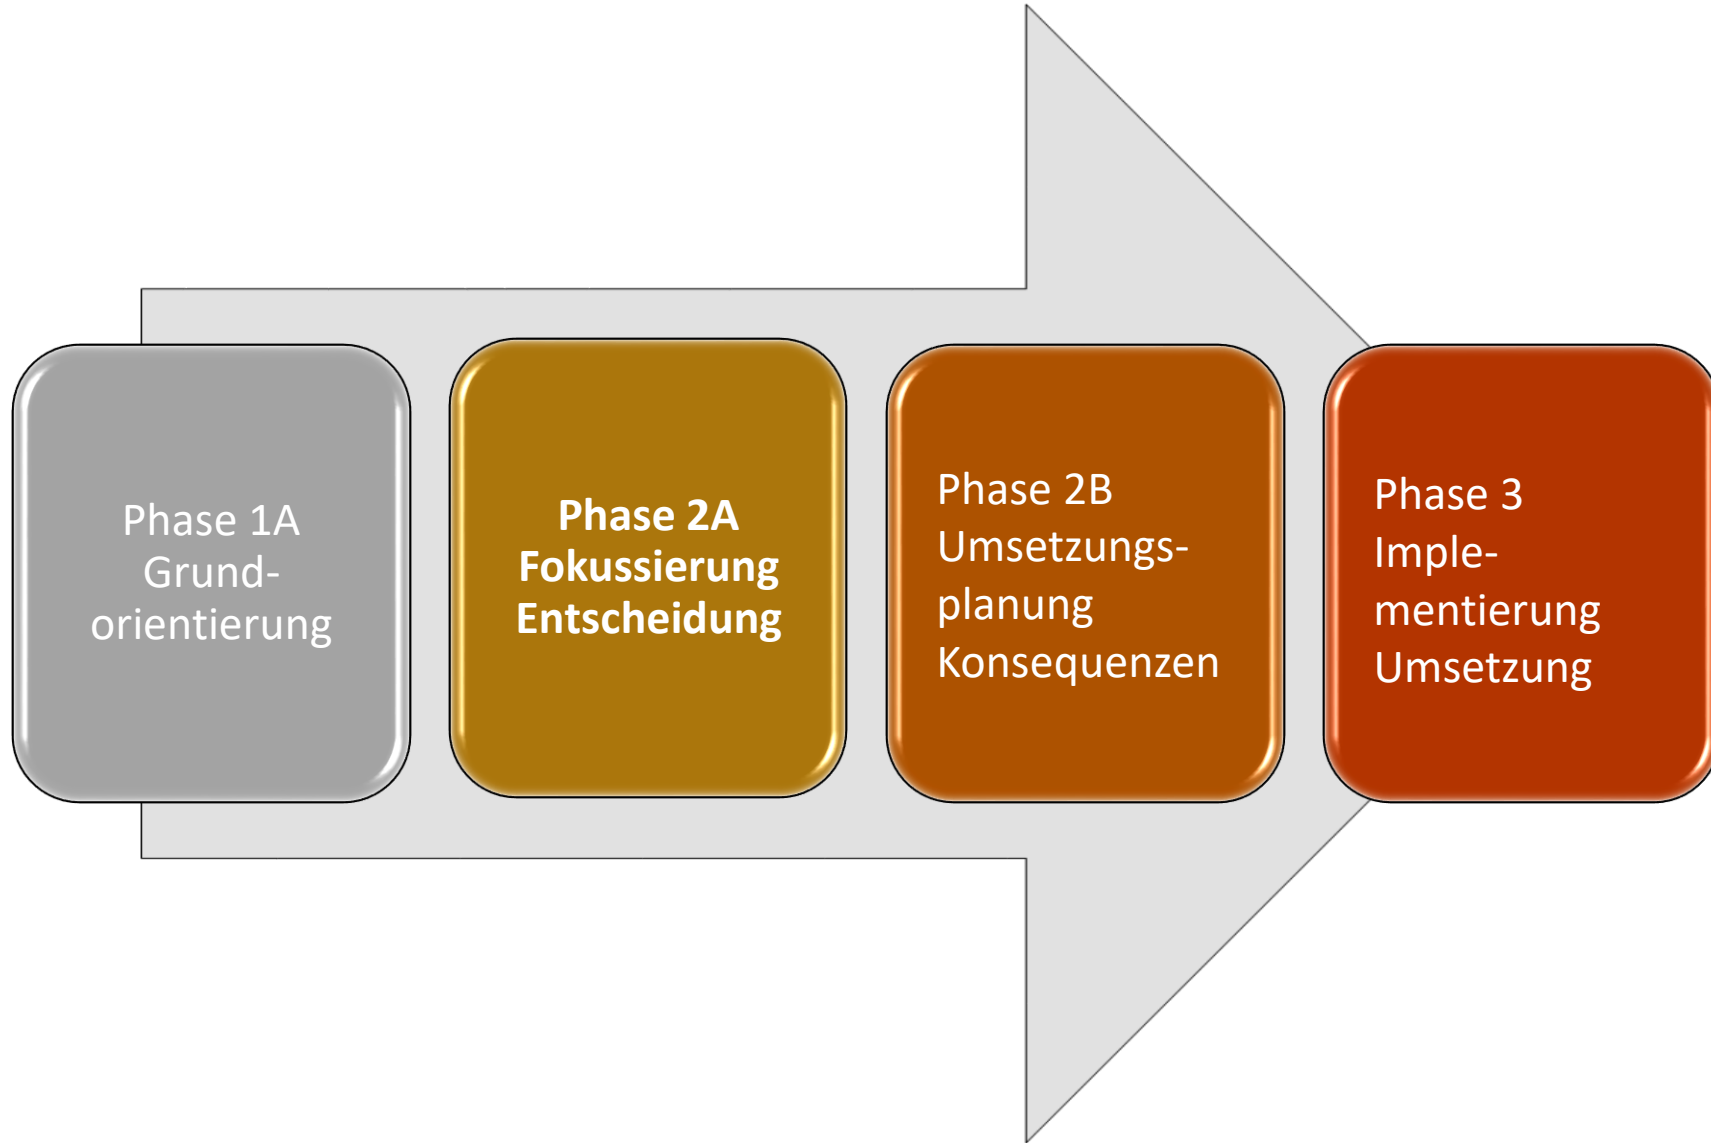 Phase 1A
Grund-
orientierung
Phase 2A
Fokussierung
Entscheidung
Phase 2B
Umsetzungs-
planung
Konsequenzen
Phase 3
Imple-
mentierung
Umsetzung